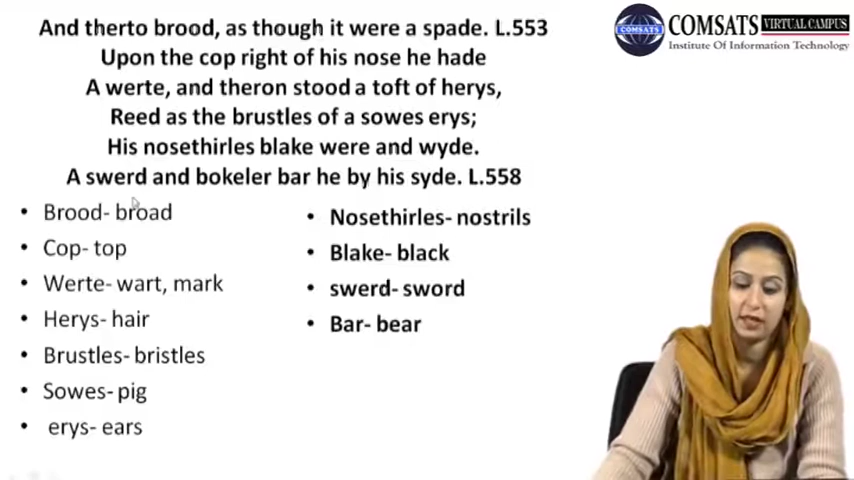 And therto brood, as though it were a spade. L.553
Upon the cop right of his nose he hade
A werte, and theron stood a toft of herys,
Reed as the brustles of a sowes erys;
His nosethirles blake were and wyde.
A swerd and bokeler bar he by his syde. L.558
• Brood- broad
• Cop- top
• Werte- wart, mark
• Herys- hair
• Brustles- bristles
• Sowes- pig
• erys- ears
• Nosethirles- nostrils
• Blake- black
• swerd- sword
• Bar- bear
COMSATS
COMSATS VIRTUAL CAMPUS
Institute Of Information Technology